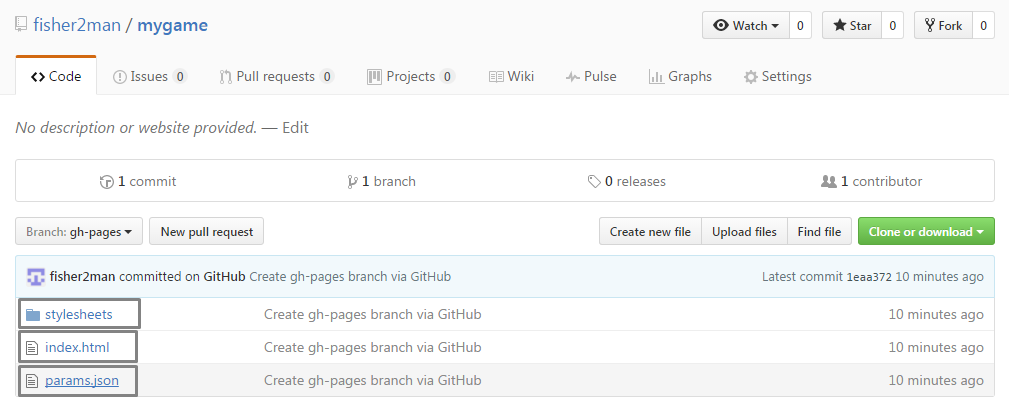 fisher2man / mygame Watch 0 Star 0 Fork 0
Code Issues 0 Pull requests 0 Projects 0 Wiki Pulse Graphs Settings
No description or website provided. — Edit
1 commit 1 branch 0 releases 1 contributor
Branch: gh-pages New pull request Create new file Upload files Find file Clone or download
fisher2man committed on GitHub Create gh-pages branch via GitHub Latest commit 1eaa372 10 minutes ago
stylesheets Create gh-pages branch via GitHub 10 minutes ago
index.html Create gh-pages branch via GitHub 10 minutes ago
params.json Create gh-pages branch via GitHub 10 minutes ago